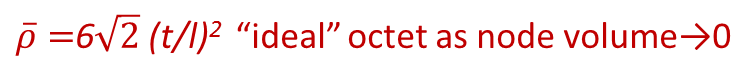 ρ̄ =6√2 (t/l)² “ideal” octet as node volume→0